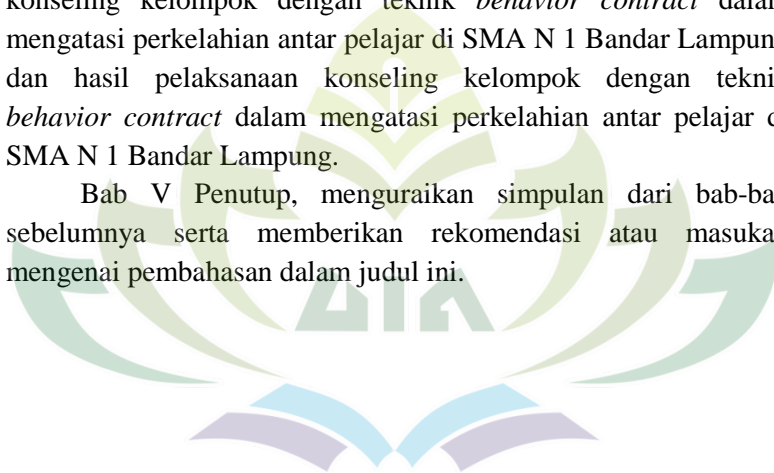 konseling kelompok dengan teknik behavior contract dalam
mengatasi perkelahian antar pelajar di SMA N 1 Bandar Lampun
dan hasil pelaksanaan konseling kelompok dengan tekni
behavior contract dalam mengatasi perkelahian antar pelajar d
SMA N 1 Bandar Lampung.
Bab V Penutup, menguraikan simpulan dari bab-ba
sebelumnya serta memberikan rekomendasi atau masuka
mengenai pembahasan dalam judul ini.